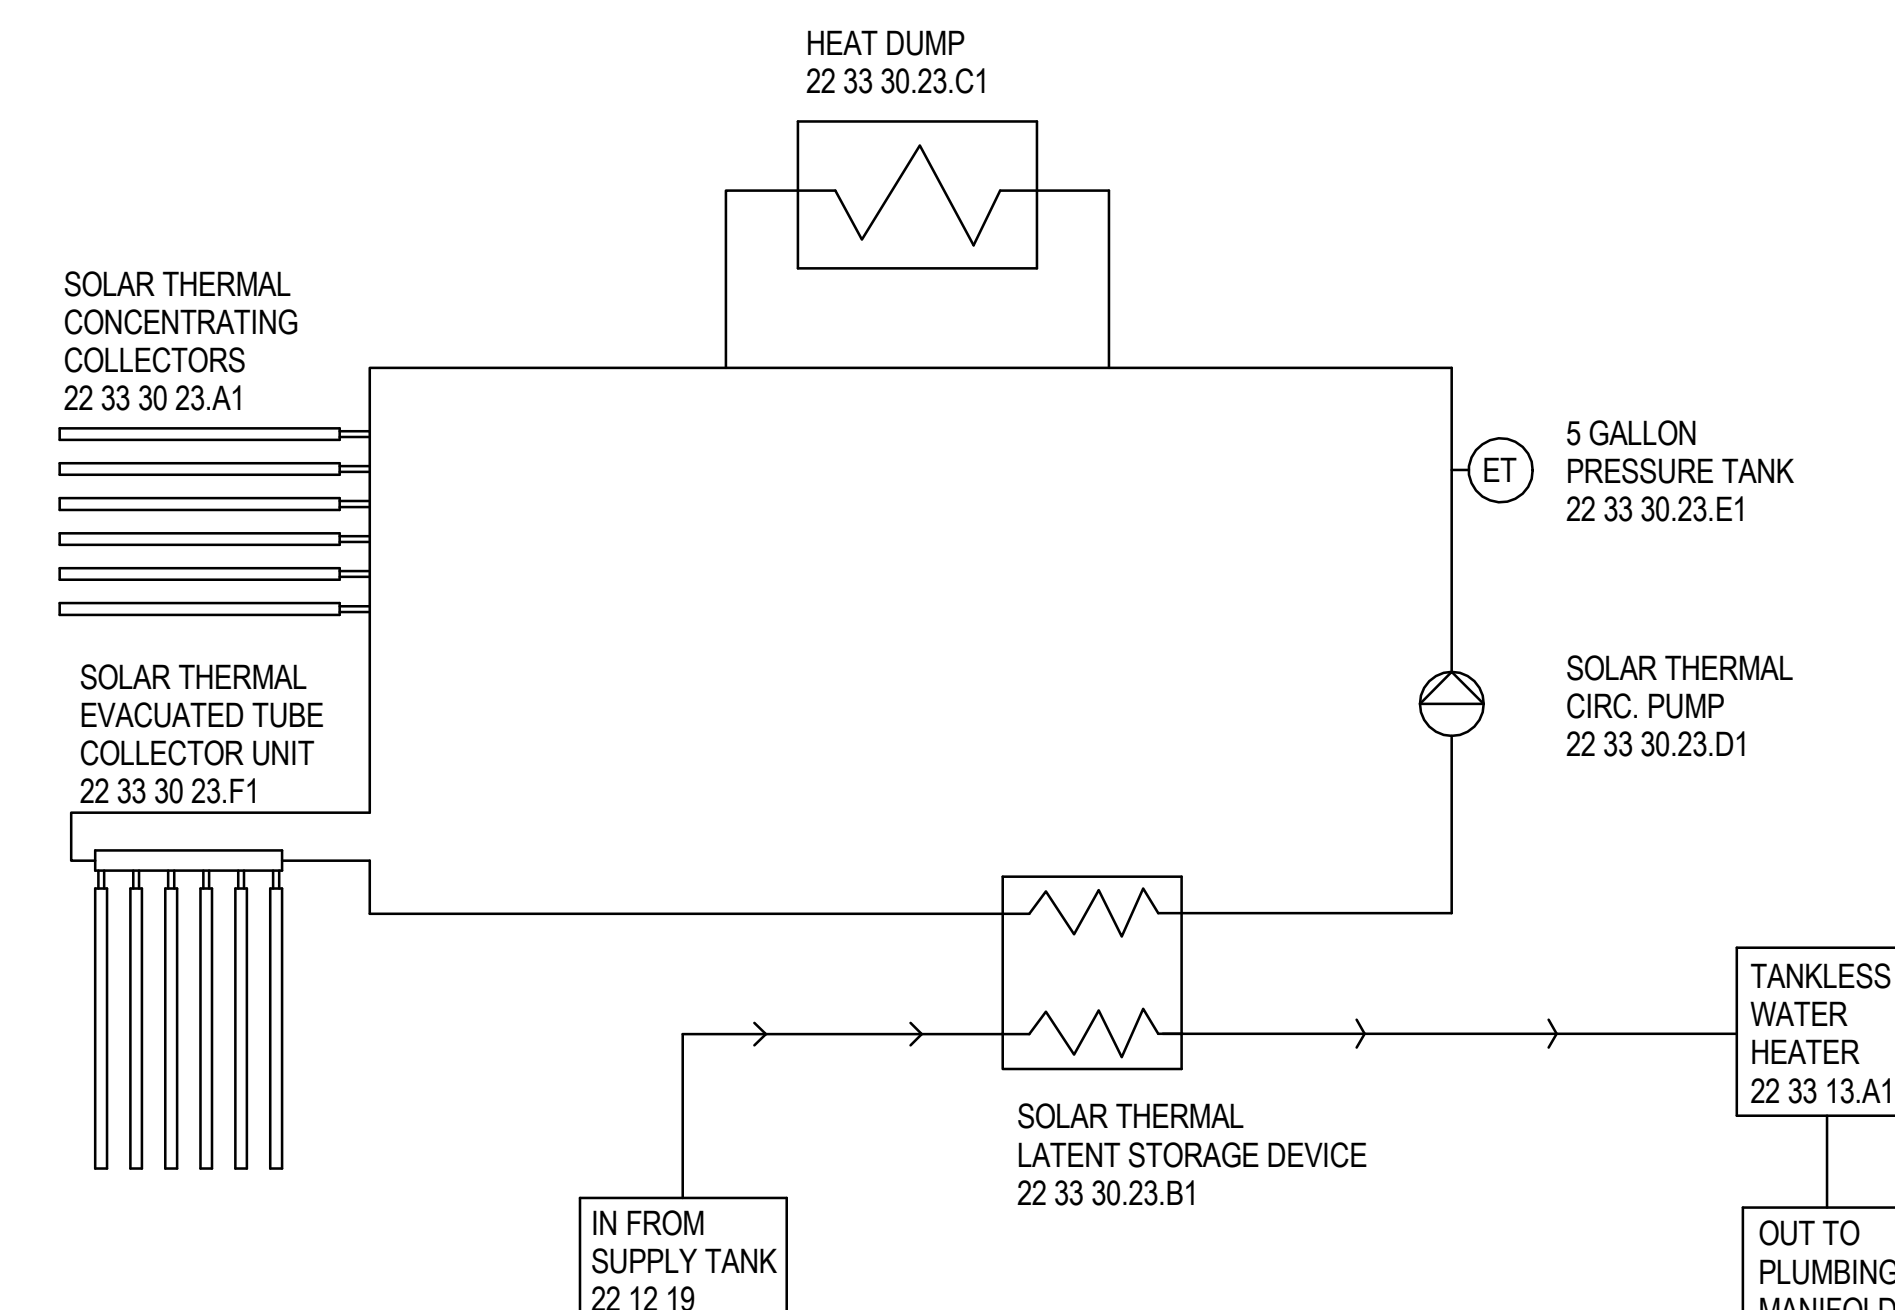 HEAT DUMP
22 33 30.23.C1
SOLAR THERMAL
CONCENTRATING
COLLECTORS
22 33 30 23.A1
5 GALLON
PRESSURE TANK
22 33 30.23.E1
ET
SOLAR THERMAL
EVACUATED TUBE
COLLECTOR UNIT
22 33 30 23.F1
SOLAR THERMAL
CIRC. PUMP
22 33 30.23.D1
TANKLESS
WATER
HEATER
22 33 13.A1
SOLAR THERMAL
LATENT STORAGE DEVICE
22 33 30.23.B1
IN FROM
SUPPLY TANK
22 12 19
OUT TO
PLUMBING
MANIFOLD